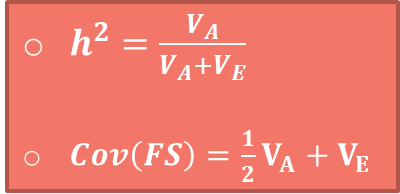 ○ h² = V_A / (V_A+V_E)
○ Cov(FS) = 1/2 V_A + V_E